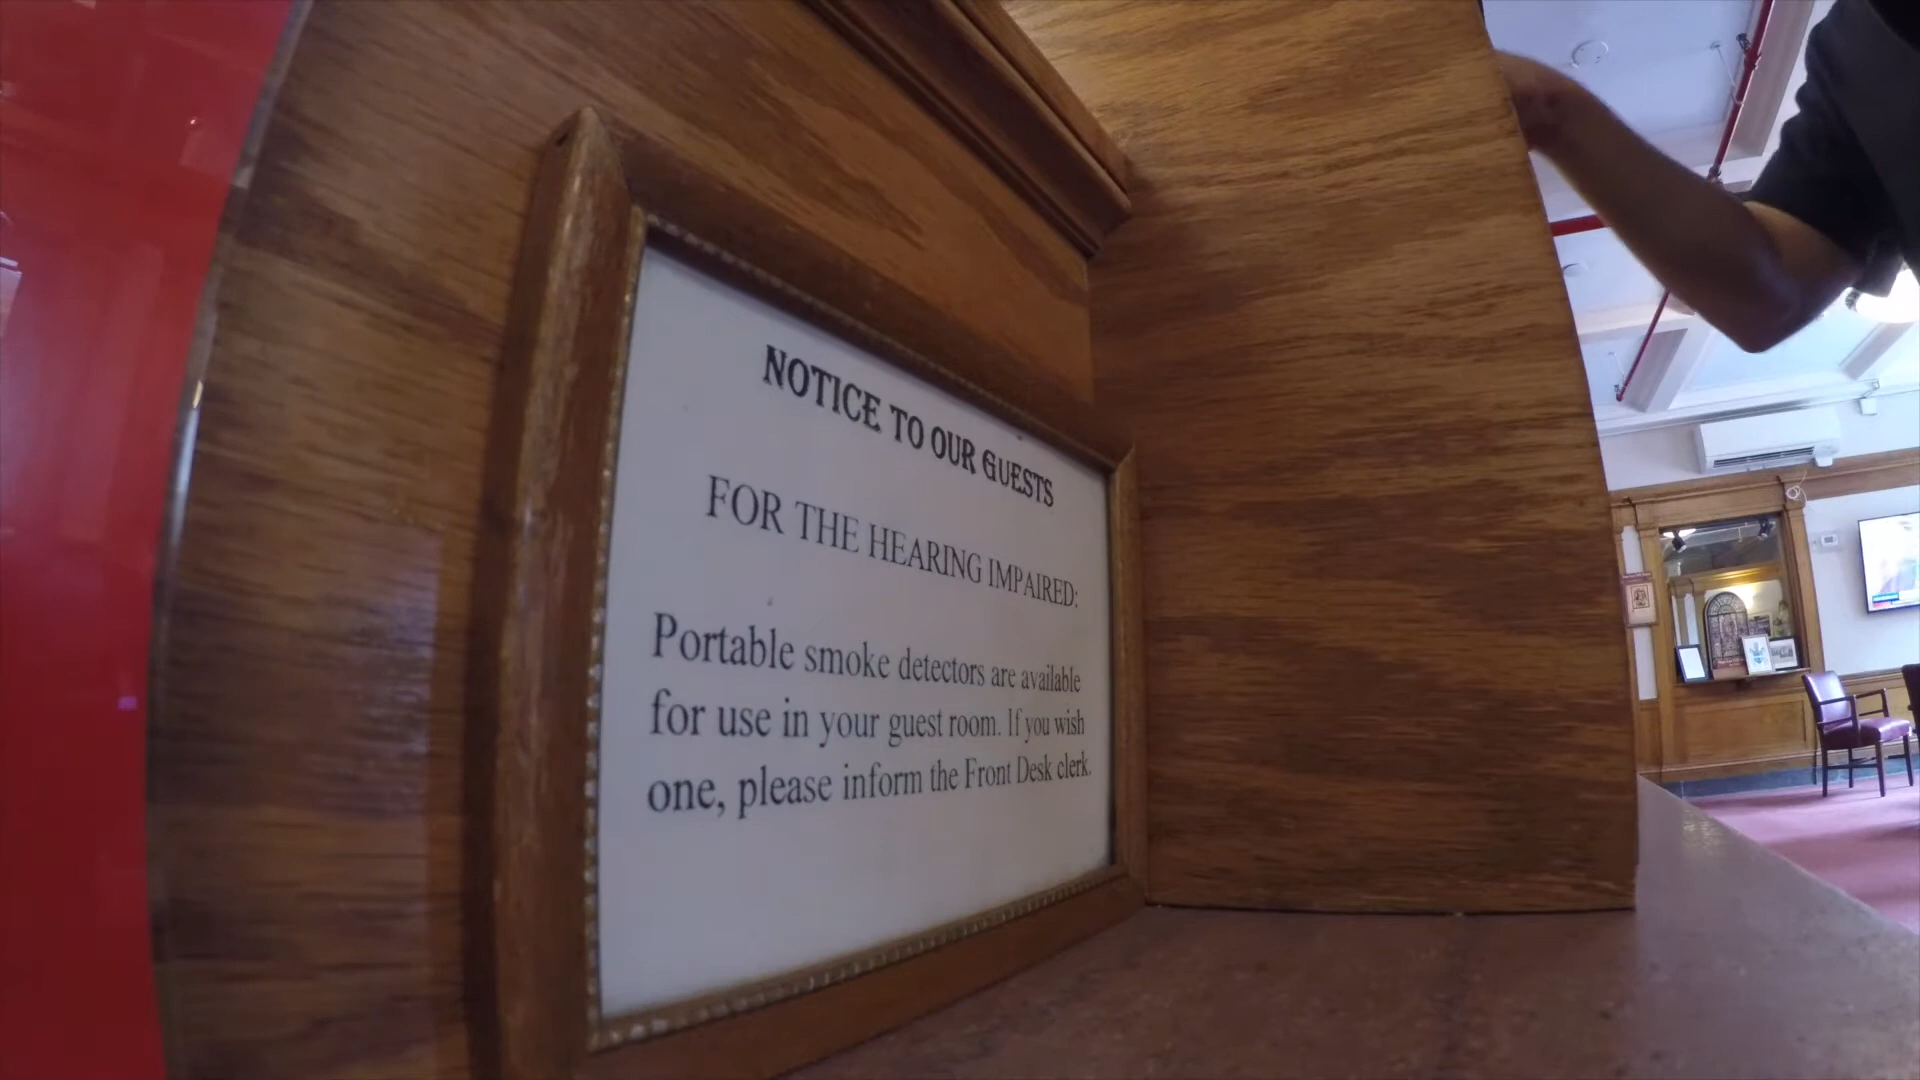 NOTICE TO OUR GUESTS
FOR THE HEARING IMPAIRED:
Portable smoke detectors are available
for use in your guest room. If you wish
one, please inform the Front Desk clerk.